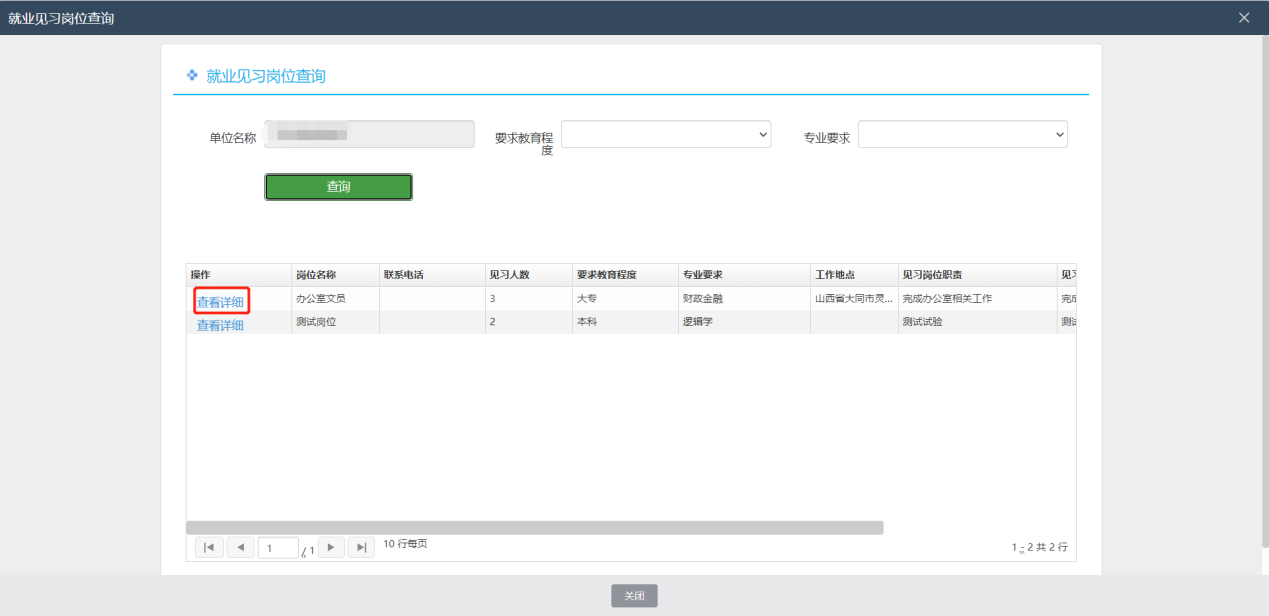 就业见习岗位查询
就业见习岗位查询
单位名称 要求教育程度 专业要求
查询
操作 岗位名称 联系电话 见习人数 要求教育程度 专业要求 工作地点 见习岗位职责
查看详细 办公室文员 3 大专 财政金融 山西省大同市灵... 完成办公室相关工作
查看详细 测试岗位 2 本科 逻辑学 测试试验
1 / 1 10 行每页 1 - 2 共 2 行
关闭